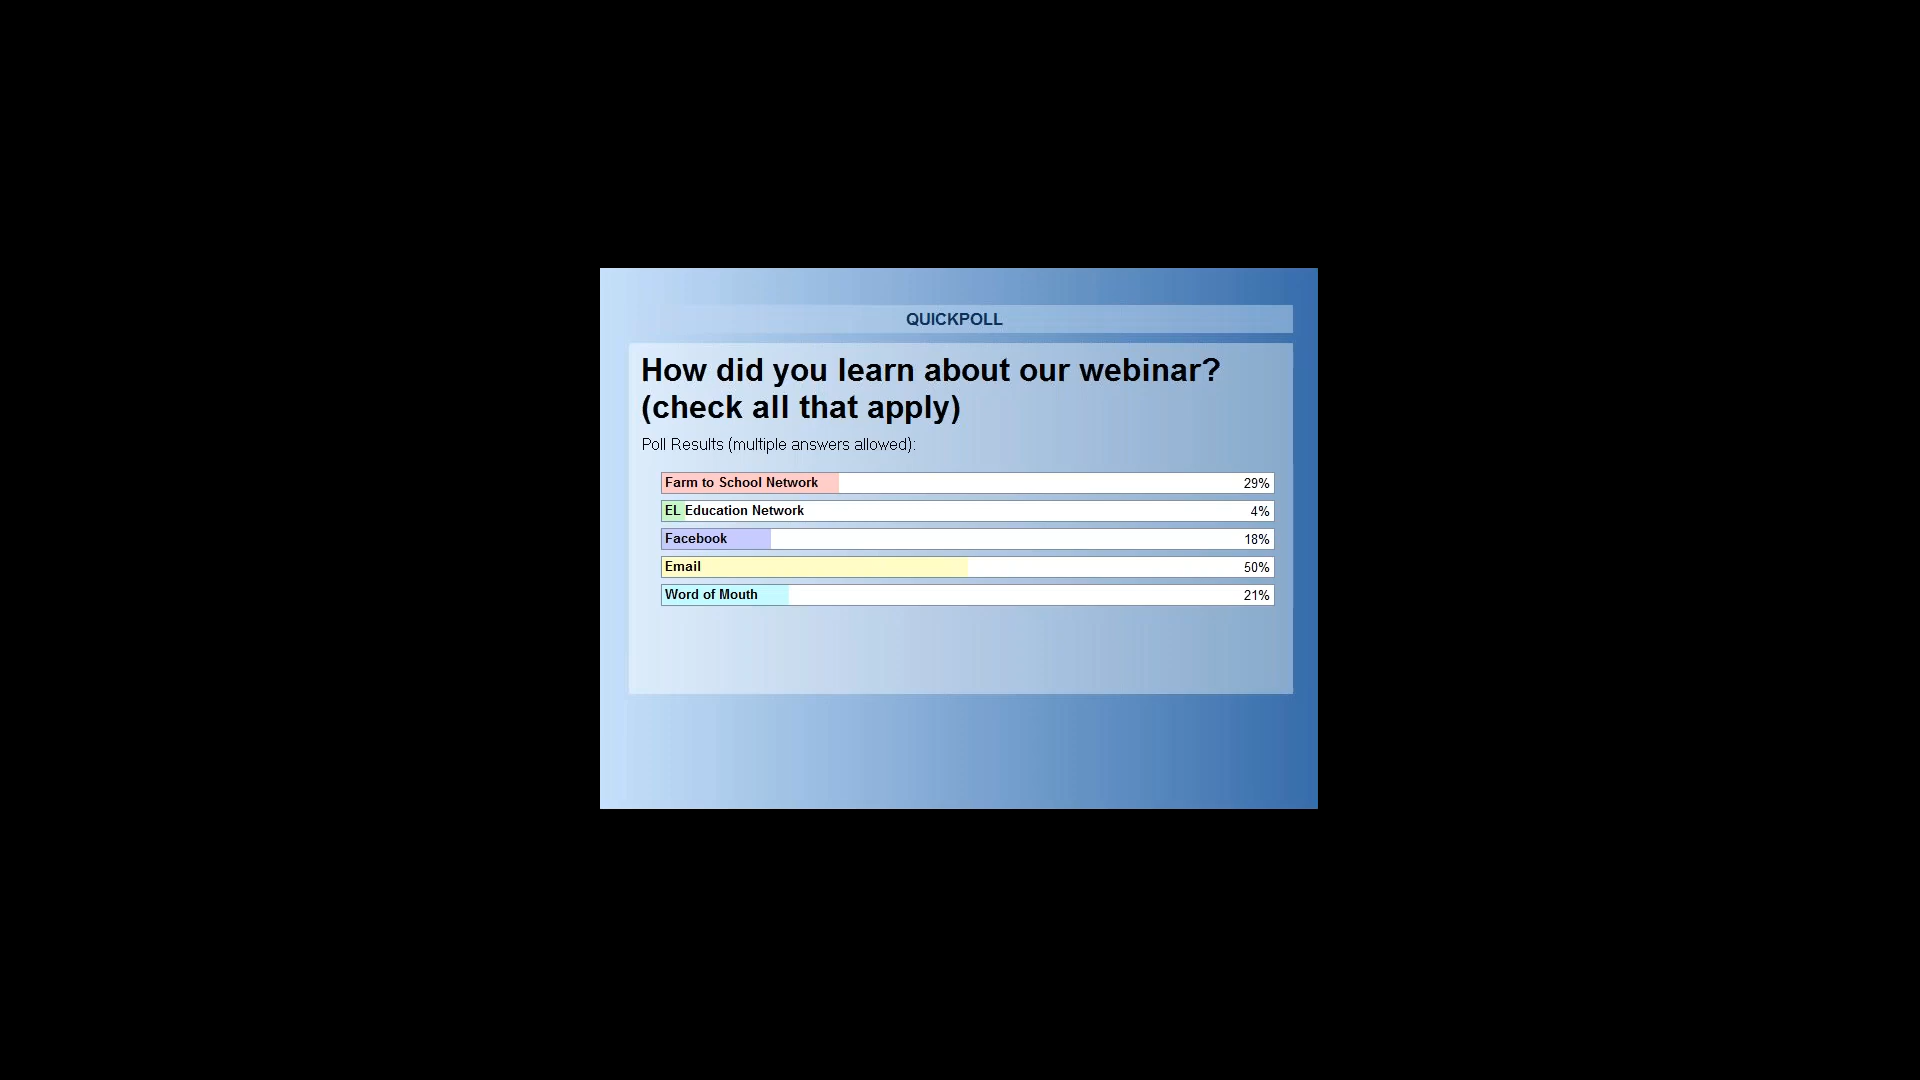 QUICKPOLL
How did you learn about our webinar?
(check all that apply)
Poll Results (multiple answers allowed):
Farm to School Network 29%
EL Education Network 4%
Facebook 18%
Email 50%
Word of Mouth 21%